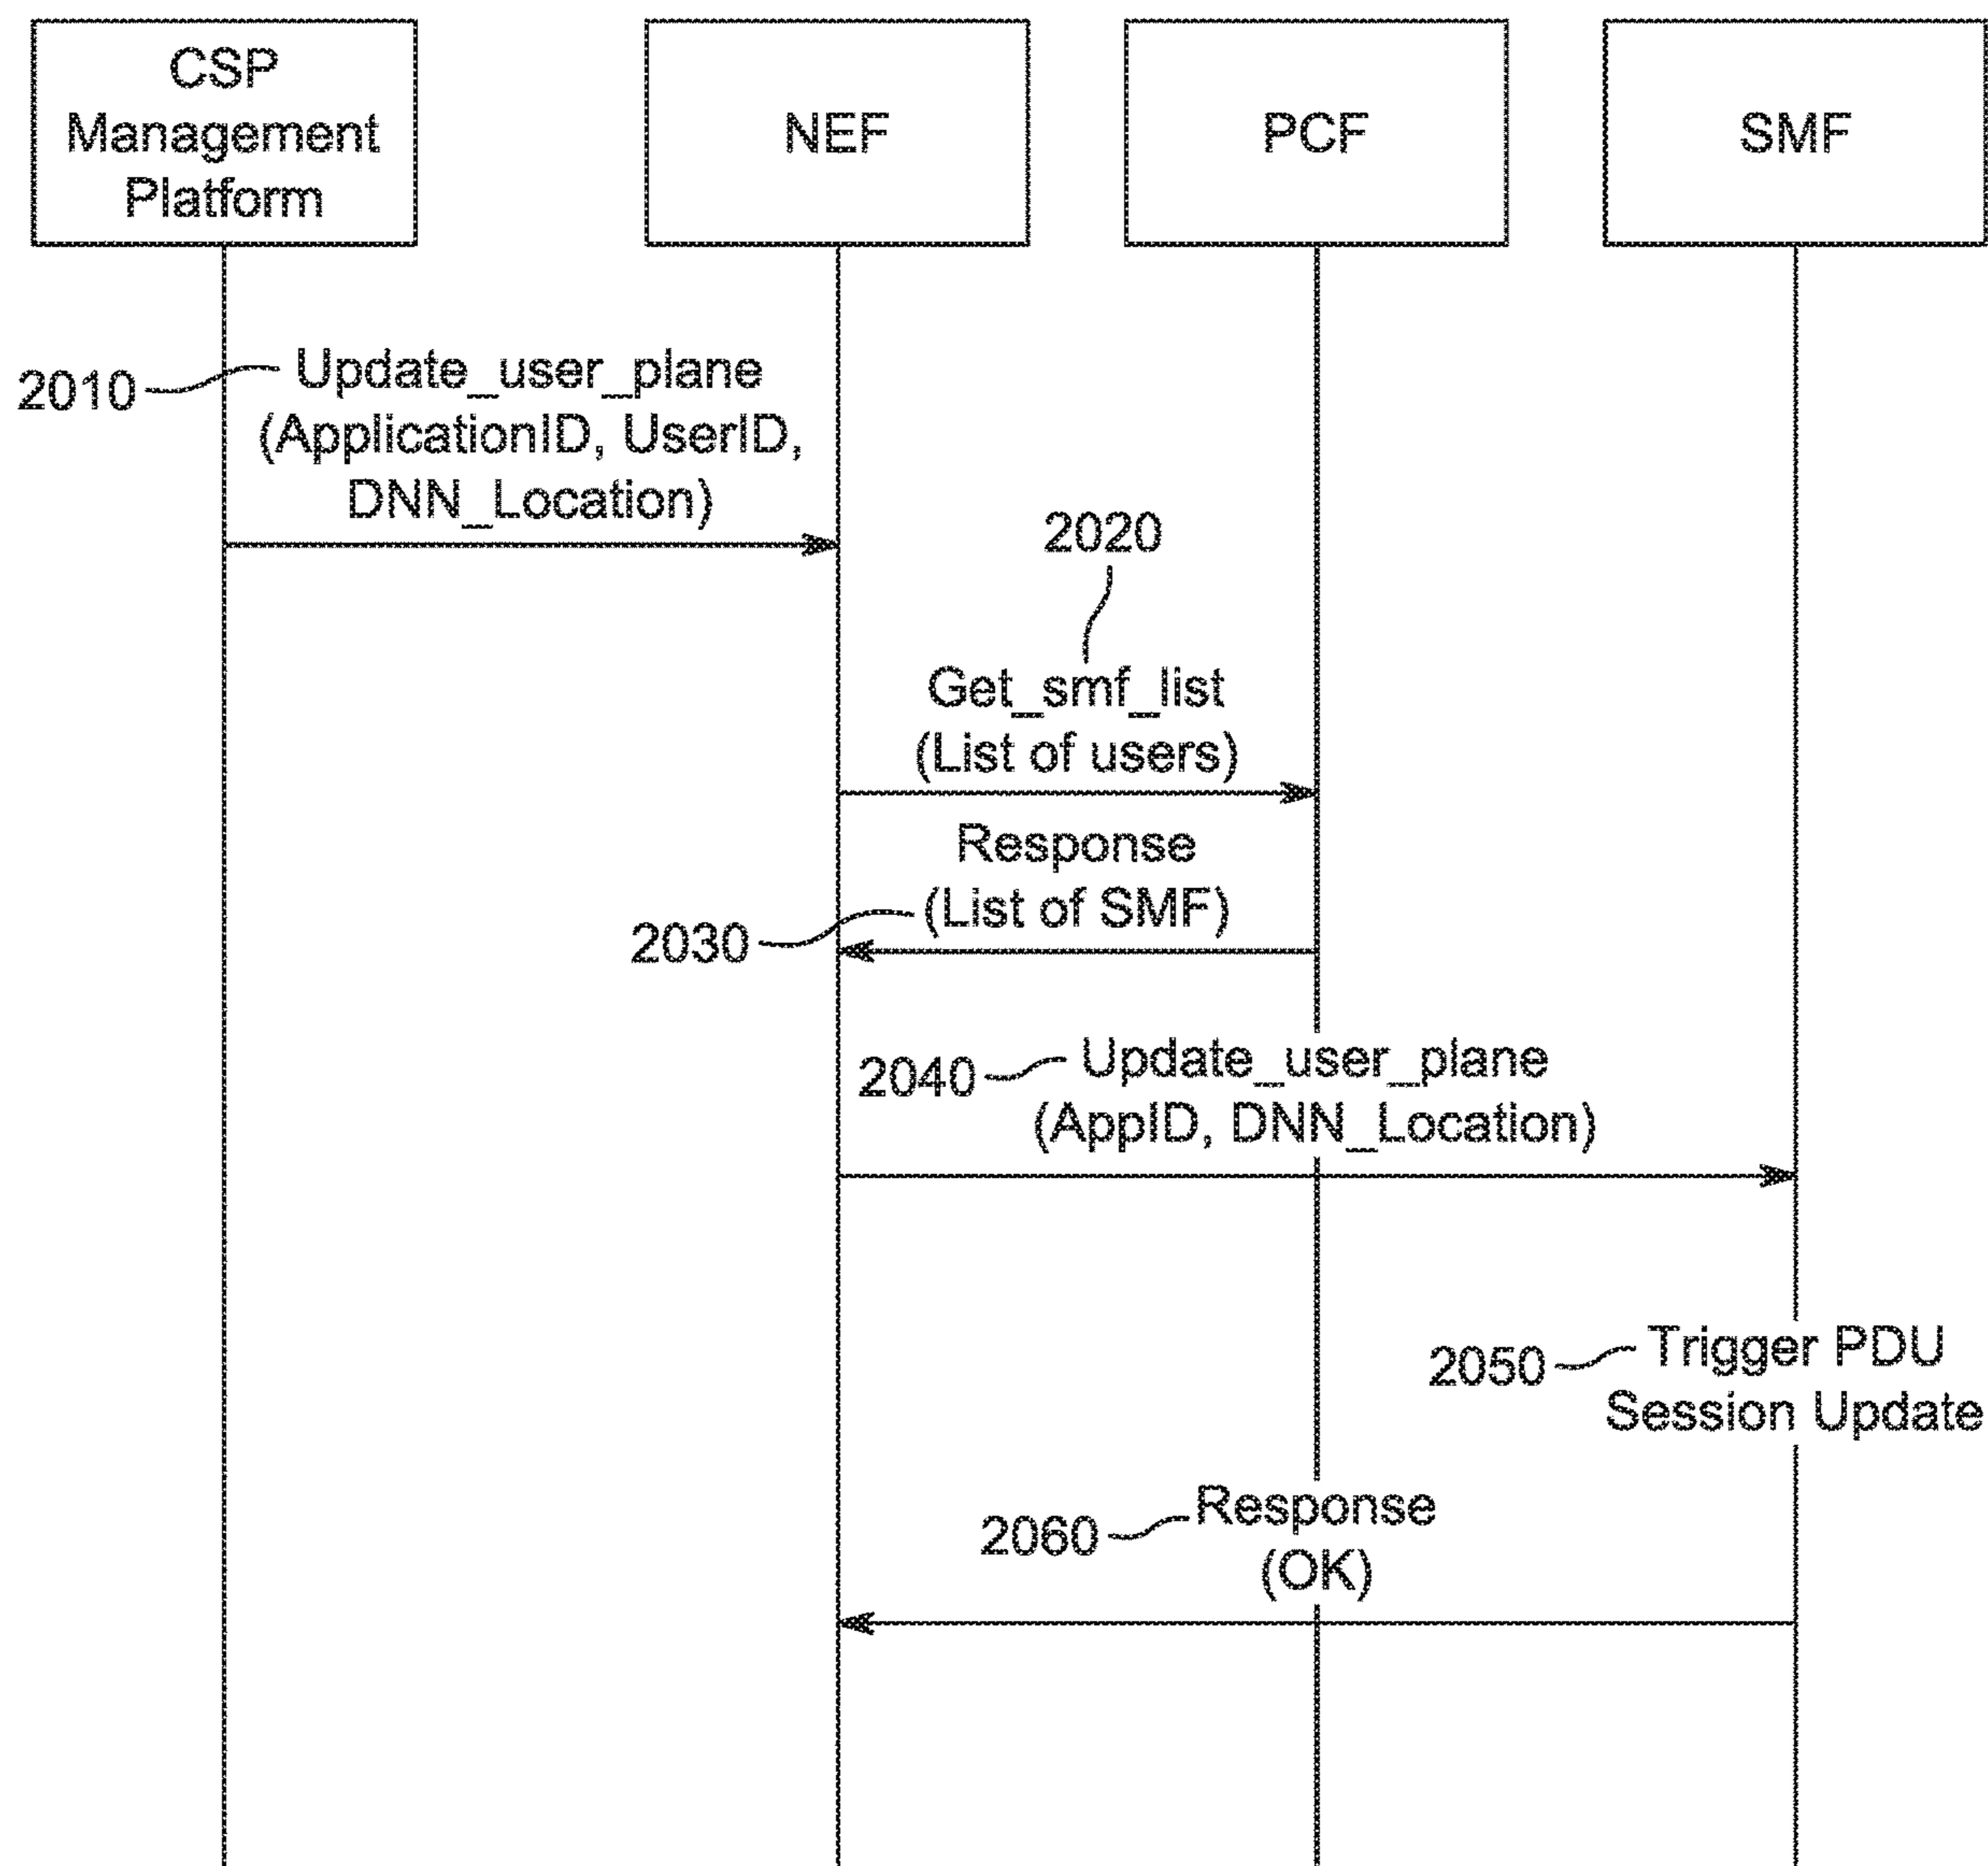 CSP
Management
Platform
NEF
PCF
SMF
2010
Update_user_plane
(ApplicationID, UserID,
DNN_Location)
2020
Get_smf_list
(List of users)
Response
(List of SMF)
2030
2040
Update_user_plane
(AppID, DNN_Location)
2050
Trigger PDU
Session Update
2060
Response
(OK)